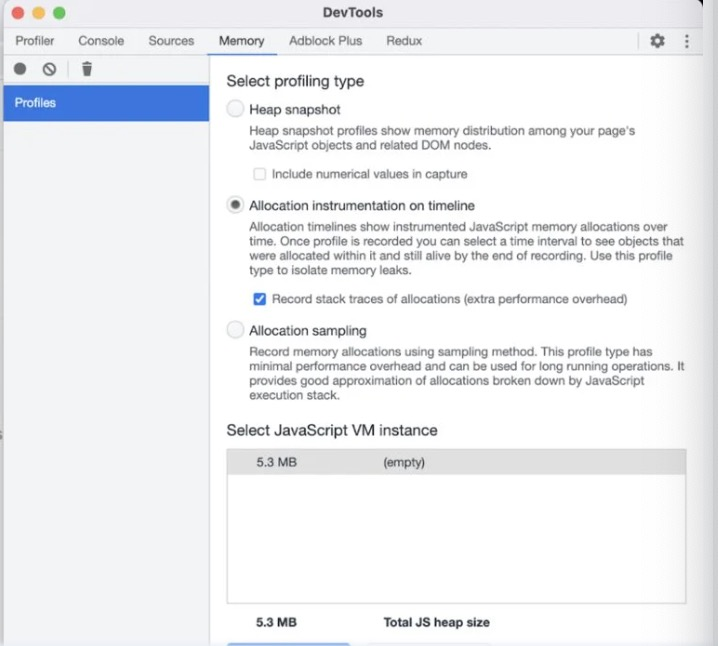 DevTools
Profiler Console Sources Memory Adblock Plus Redux
Profiles
Select profiling type
Heap snapshot
Heap snapshot profiles show memory distribution among your page's
JavaScript objects and related DOM nodes.
Include numerical values in capture
Allocation instrumentation on timeline
Allocation timelines show instrumented JavaScript memory allocations over
time. Once profile is recorded you can select a time interval to see objects that
were allocated within it and still alive by the end of recording. Use this profile
type to isolate memory leaks.
Record stack traces of allocations (extra performance overhead)
Allocation sampling
Record memory allocations using sampling method. This profile type has
minimal performance overhead and can be used for long running operations. It
provides good approximation of allocations broken down by JavaScript
execution stack.
Select JavaScript VM instance
5.3 MB (empty)
5.3 MB Total JS heap size